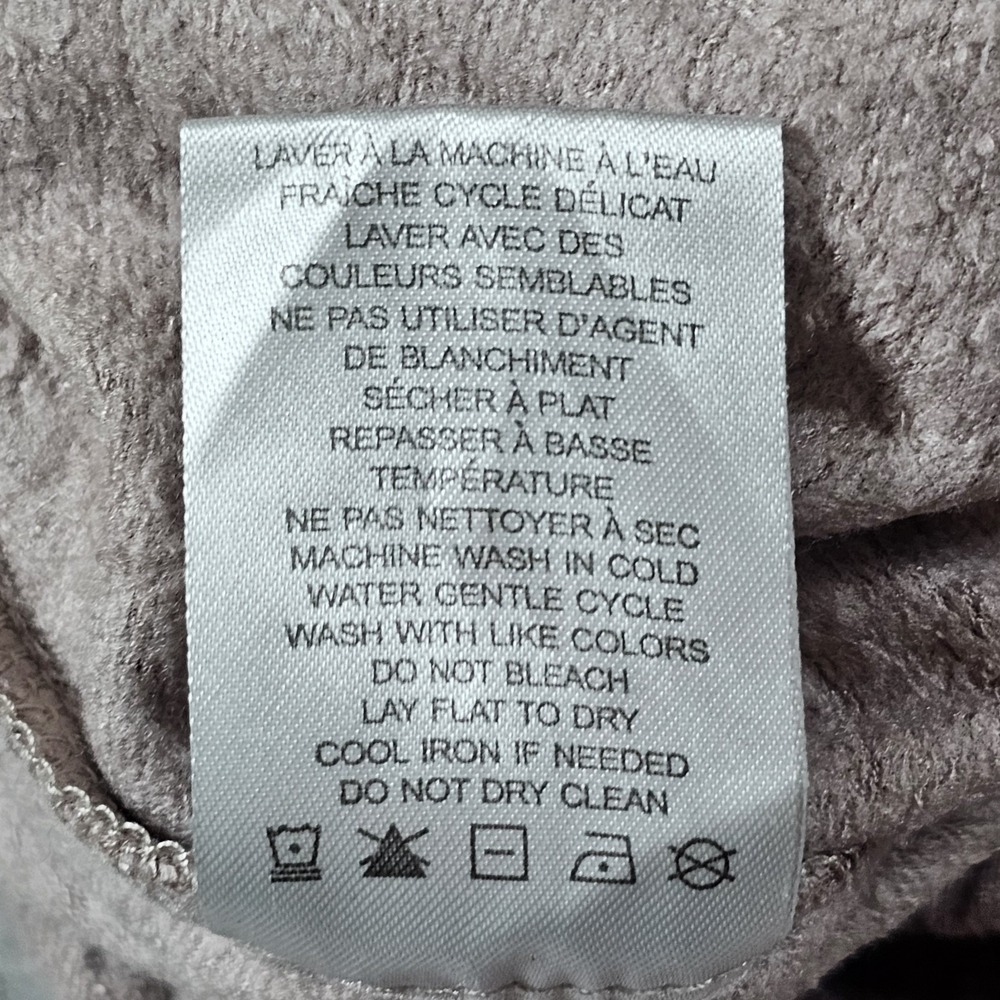 LAVER À LA MACHINE À L'EAU
FRAÎCHE CYCLE DÉLICAT
LAVER AVEC DES
COULEURS SEMBLABLES
NE PAS UTILISER D'AGENT
DE BLANCHIMENT
SÉCHER À PLAT
REPASSER À BASSE
TEMPÉRATURE
NE PAS NETTOYER À SEC
MACHINE WASH IN COLD
WATER GENTLE CYCLE
WASH WITH LIKE COLORS
DO NOT BLEACH
LAY FLAT TO DRY
COOL IRON IF NEEDED
DO NOT DRY CLEAN